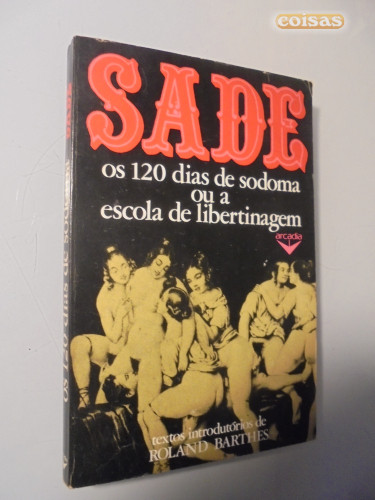 coisas
SADE
os 120 dias de sodoma
ou a
escola de libertinagem
arcadia
textos introdutórios de
ROLAND BARTHES
SADE
os 120 dias de sodoma